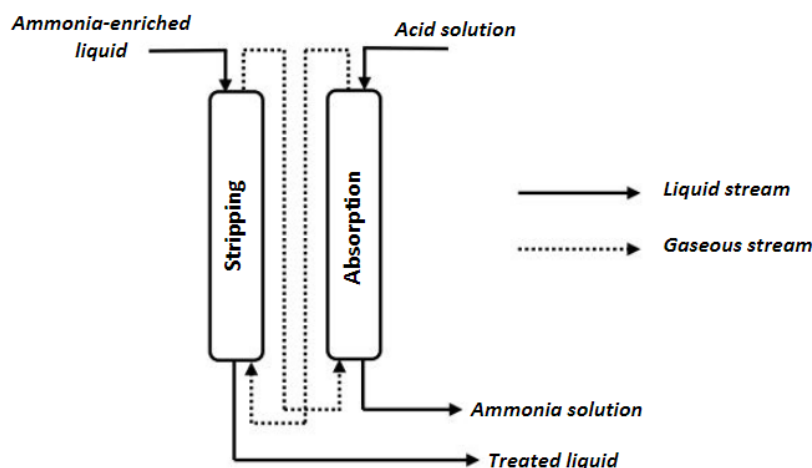 Ammonia-enriched
liquid
Acid solution
Stripping
Absorption
Liquid stream
Gaseous stream
Ammonia solution
Treated liquid